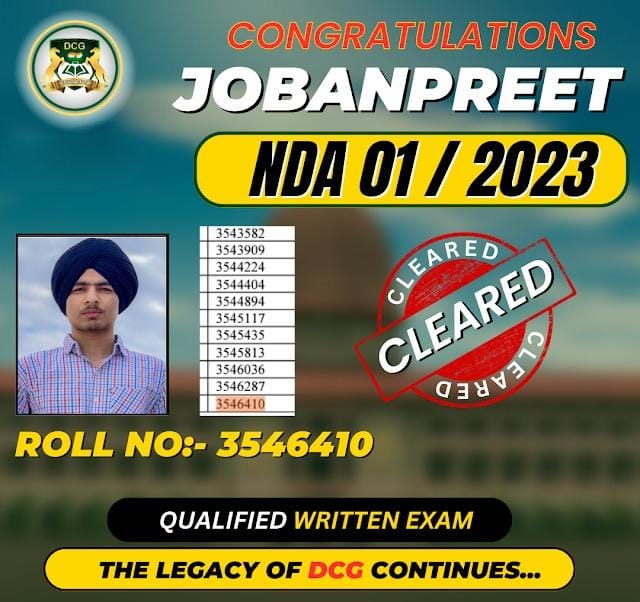 DCG
CONGRATULATIONS
JOBANPREET
NDA 01 / 2023
3543582
3543909
3544224
3544404
3544894
3545117
3545435
3545813
3546036
3546287
3546410
CLEARED
CLEARED
CLEARED
ROLL NO:- 3546410
QUALIFIED WRITTEN EXAM
THE LEGACY OF DCG CONTINUES...